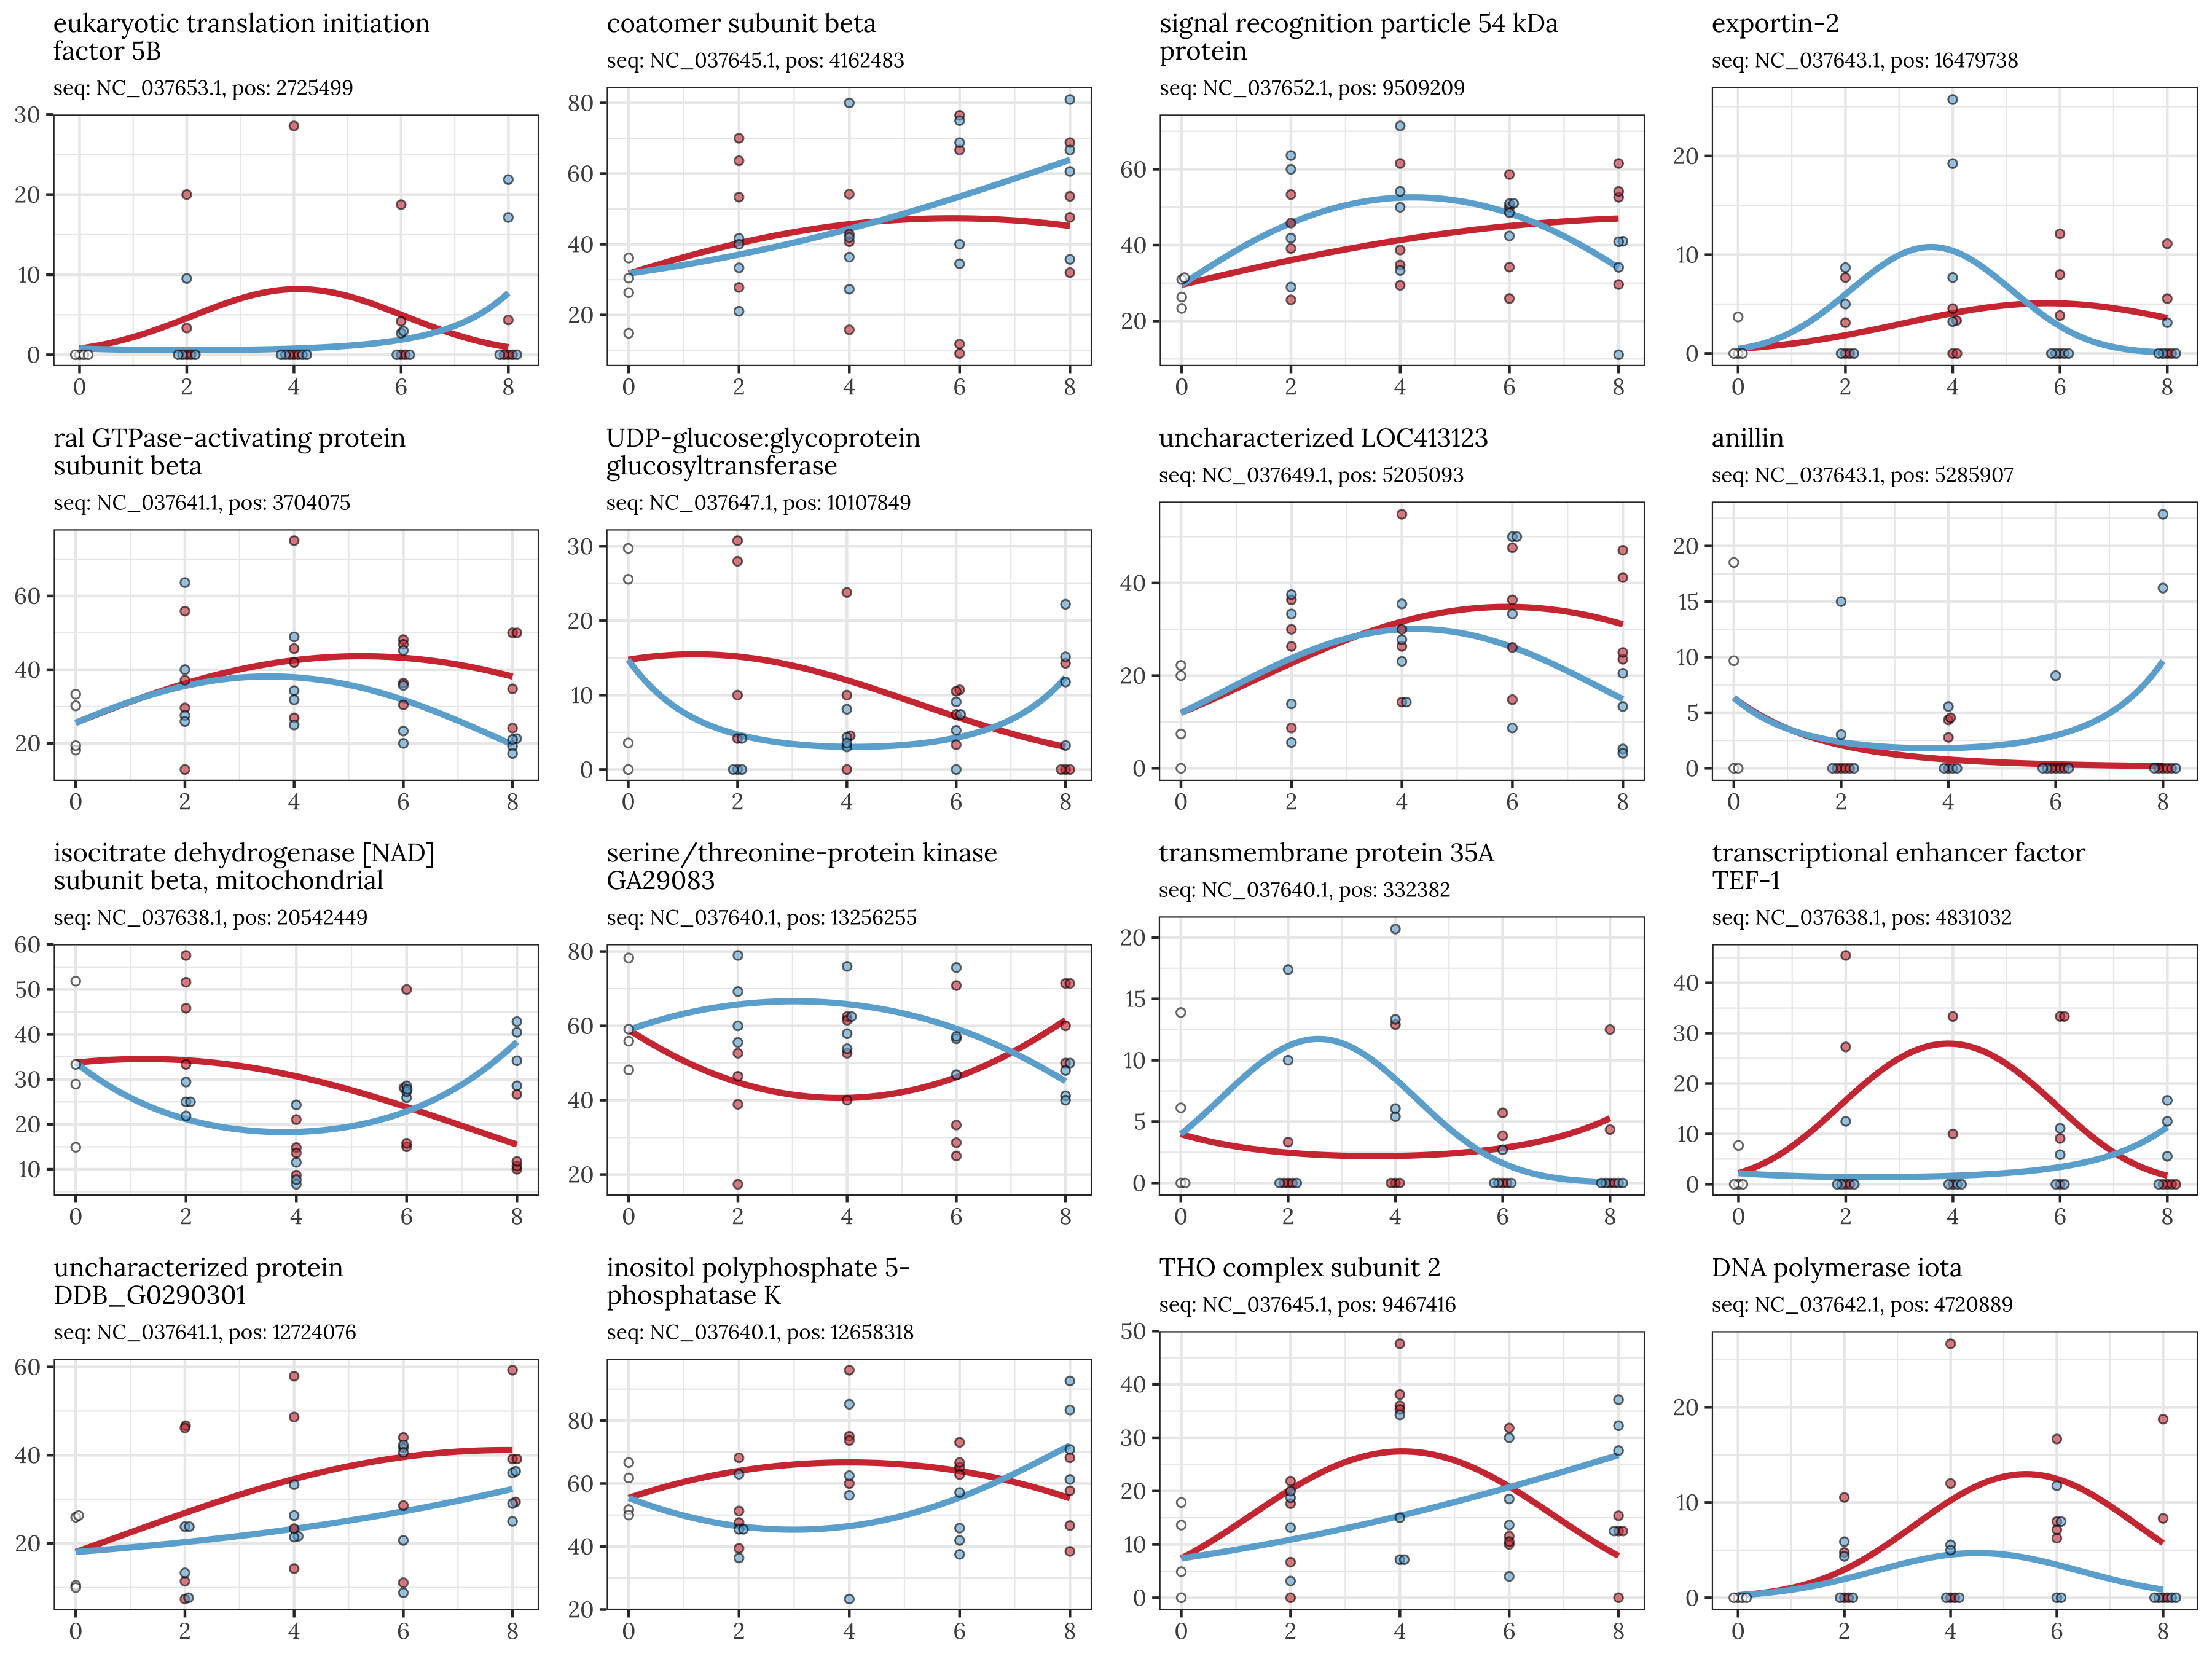 eukaryotic translation initiation
factor 5B
seq: NC_037653.1, pos: 2725499
30
20
10
0
0 2 4 6 8
coatomer subunit beta
seq: NC_037645.1, pos: 4162483
80
60
40
20
0 2 4 6 8
signal recognition particle 54 kDa
protein
seq: NC_037652.1, pos: 9509209
60
40
20
0 2 4 6 8
exportin-2
seq: NC_037643.1, pos: 16479738
20
10
0
0 2 4 6 8
ral GTPase-activating protein
subunit beta
seq: NC_037641.1, pos: 3704075
60
40
20
0 2 4 6 8
UDP-glucose:glycoprotein
glucosyltransferase
seq: NC_037647.1, pos: 10107849
30
20
10
0
0 2 4 6 8
uncharacterized LOC413123
seq: NC_037649.1, pos: 5205093
40
20
0
0 2 4 6 8
anillin
seq: NC_037643.1, pos: 5285907
20
15
10
5
0
0 2 4 6 8
isocitrate dehydrogenase [NAD]
subunit beta, mitochondrial
seq: NC_037638.1, pos: 20542449
60
50
40
30
20
10
0 2 4 6 8
serine/threonine-protein kinase
GA29083
seq: NC_037640.1, pos: 13256255
80
60
40
20
0 2 4 6 8
transmembrane protein 35A
seq: NC_037640.1, pos: 332382
20
15
10
5
0
0 2 4 6 8
transcriptional enhancer factor
TEF-1
seq: NC_037638.1, pos: 4831032
40
30
20
10
0
0 2 4 6 8
uncharacterized protein
DDB_G0290301
seq: NC_037641.1, pos: 12724076
60
40
20
0 2 4 6 8
inositol polyphosphate 5-
phosphatase K
seq: NC_037640.1, pos: 12658318
80
60
40
20
0 2 4 6 8
THO complex subunit 2
seq: NC_037645.1, pos: 9467416
50
40
30
20
10
0
0 2 4 6 8
DNA polymerase iota
seq: NC_037642.1, pos: 4720889
20
10
0
0 2 4 6 8